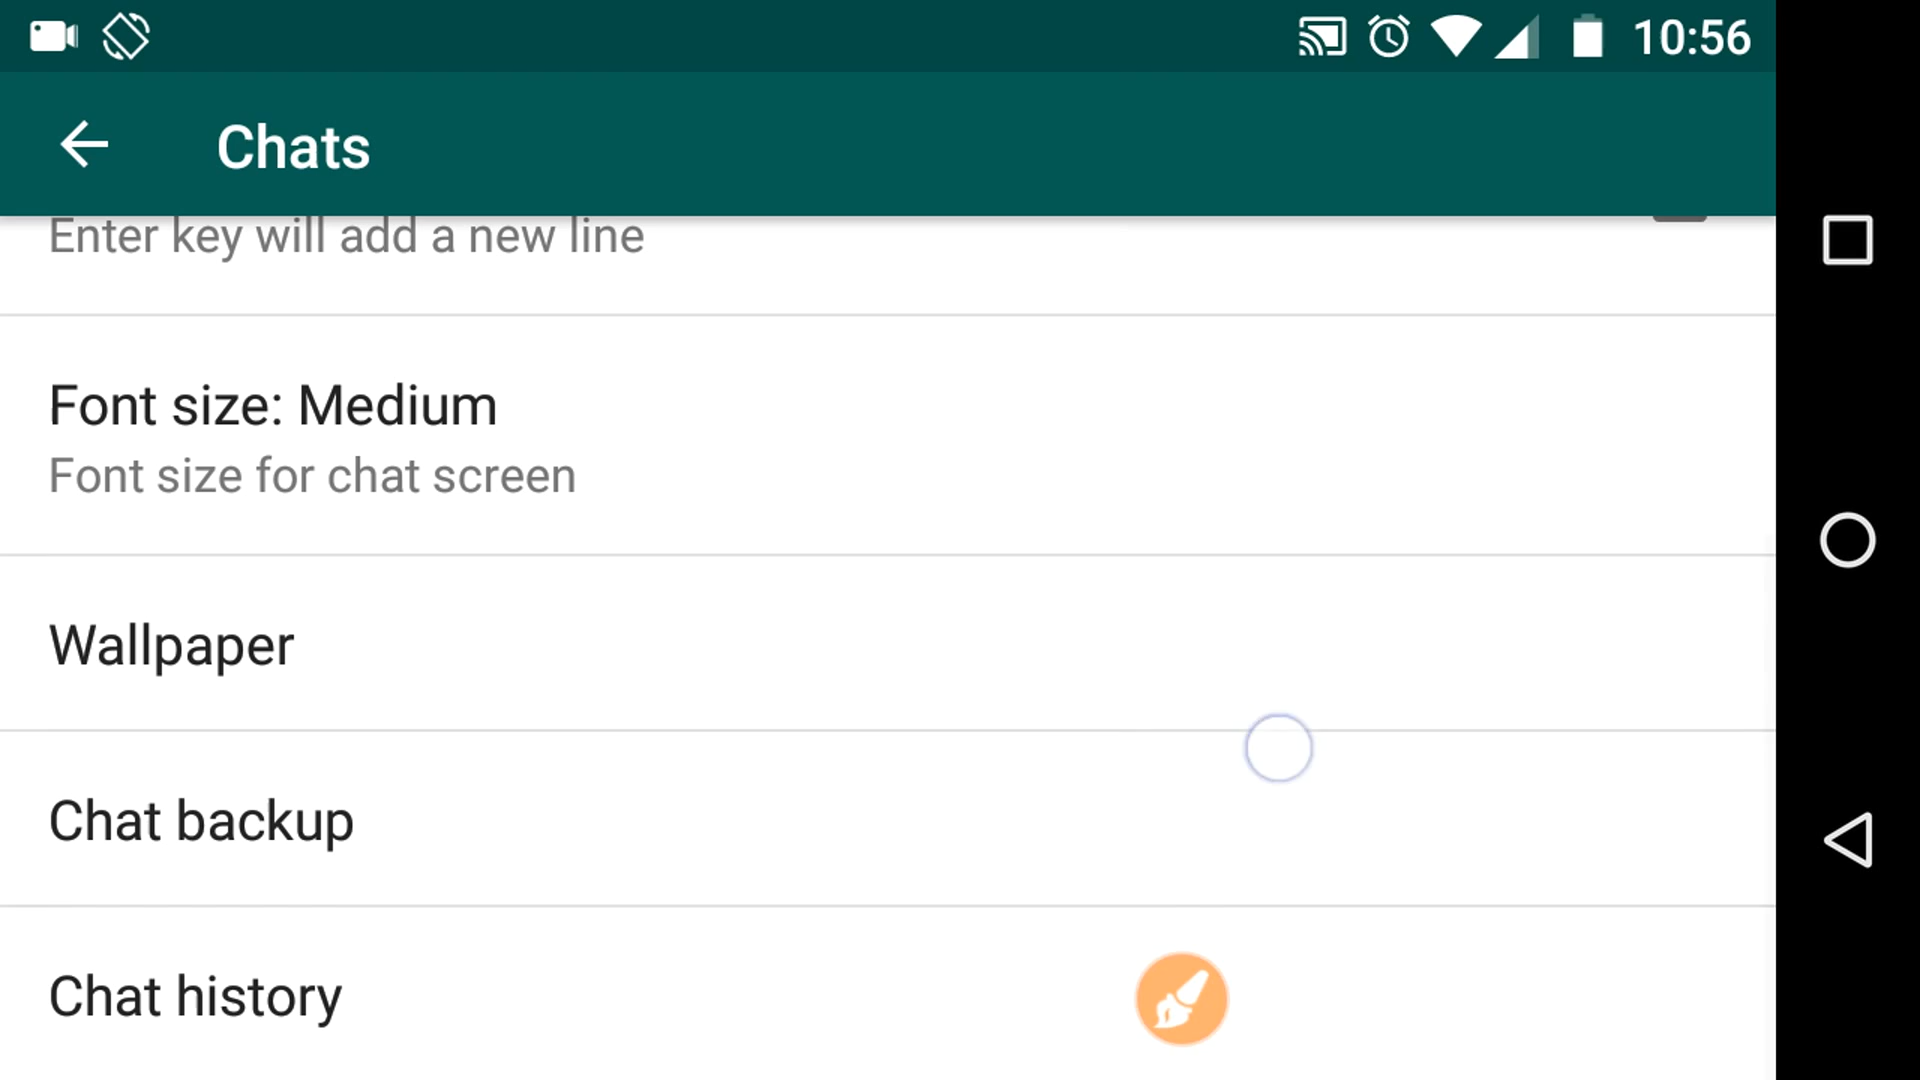 10:56
Chats
Enter key will add a new line
Font size: Medium
Font size for chat screen
Wallpaper
Chat backup
Chat history